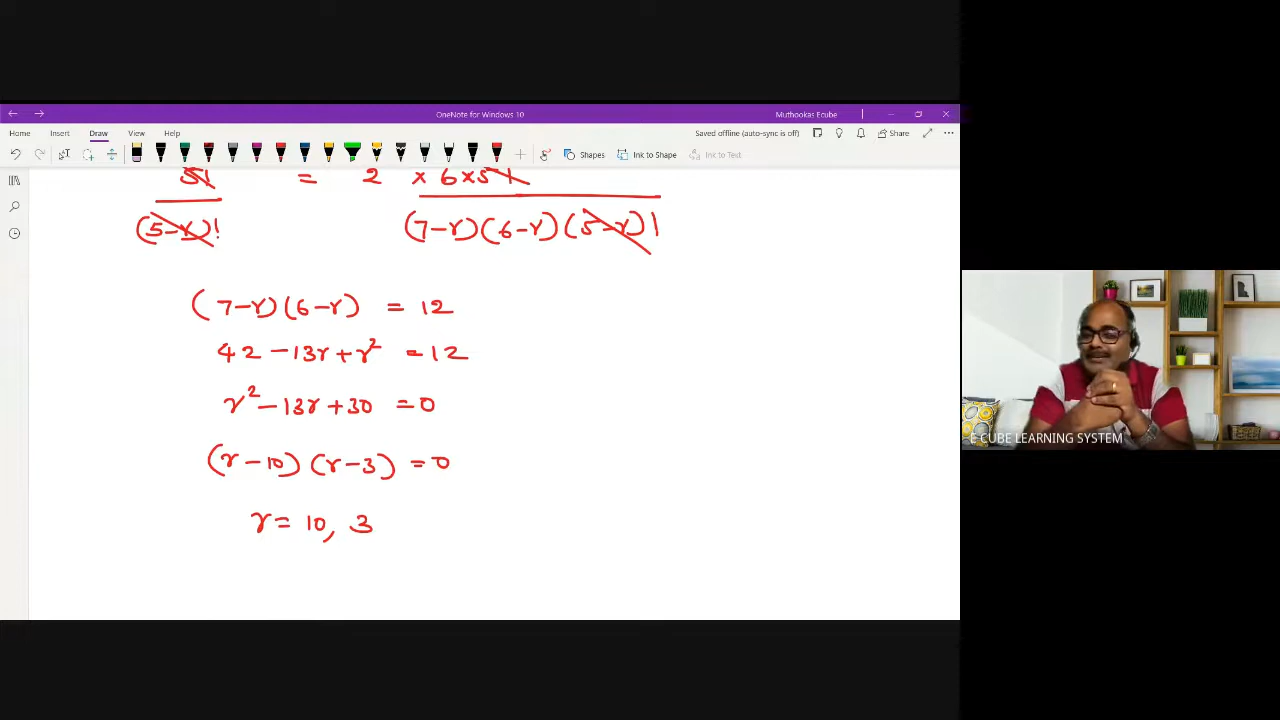 OneNote for Windows 10
Muthookas Ecube
Home Insert Draw View Help
Saved offline (auto-sync is off)
Share
Shapes
Ink to Shape
Ink to Text
5! = 2 × 6×5!
(5-r)! (7-r)(6-r)(5-r)!
(7-r)(6-r) = 12
42 -13r+r² =12
r²-13r+30 =0
(r-10)(r-3) =0
r= 10, 3
E CUBE LEARNING SYSTEM